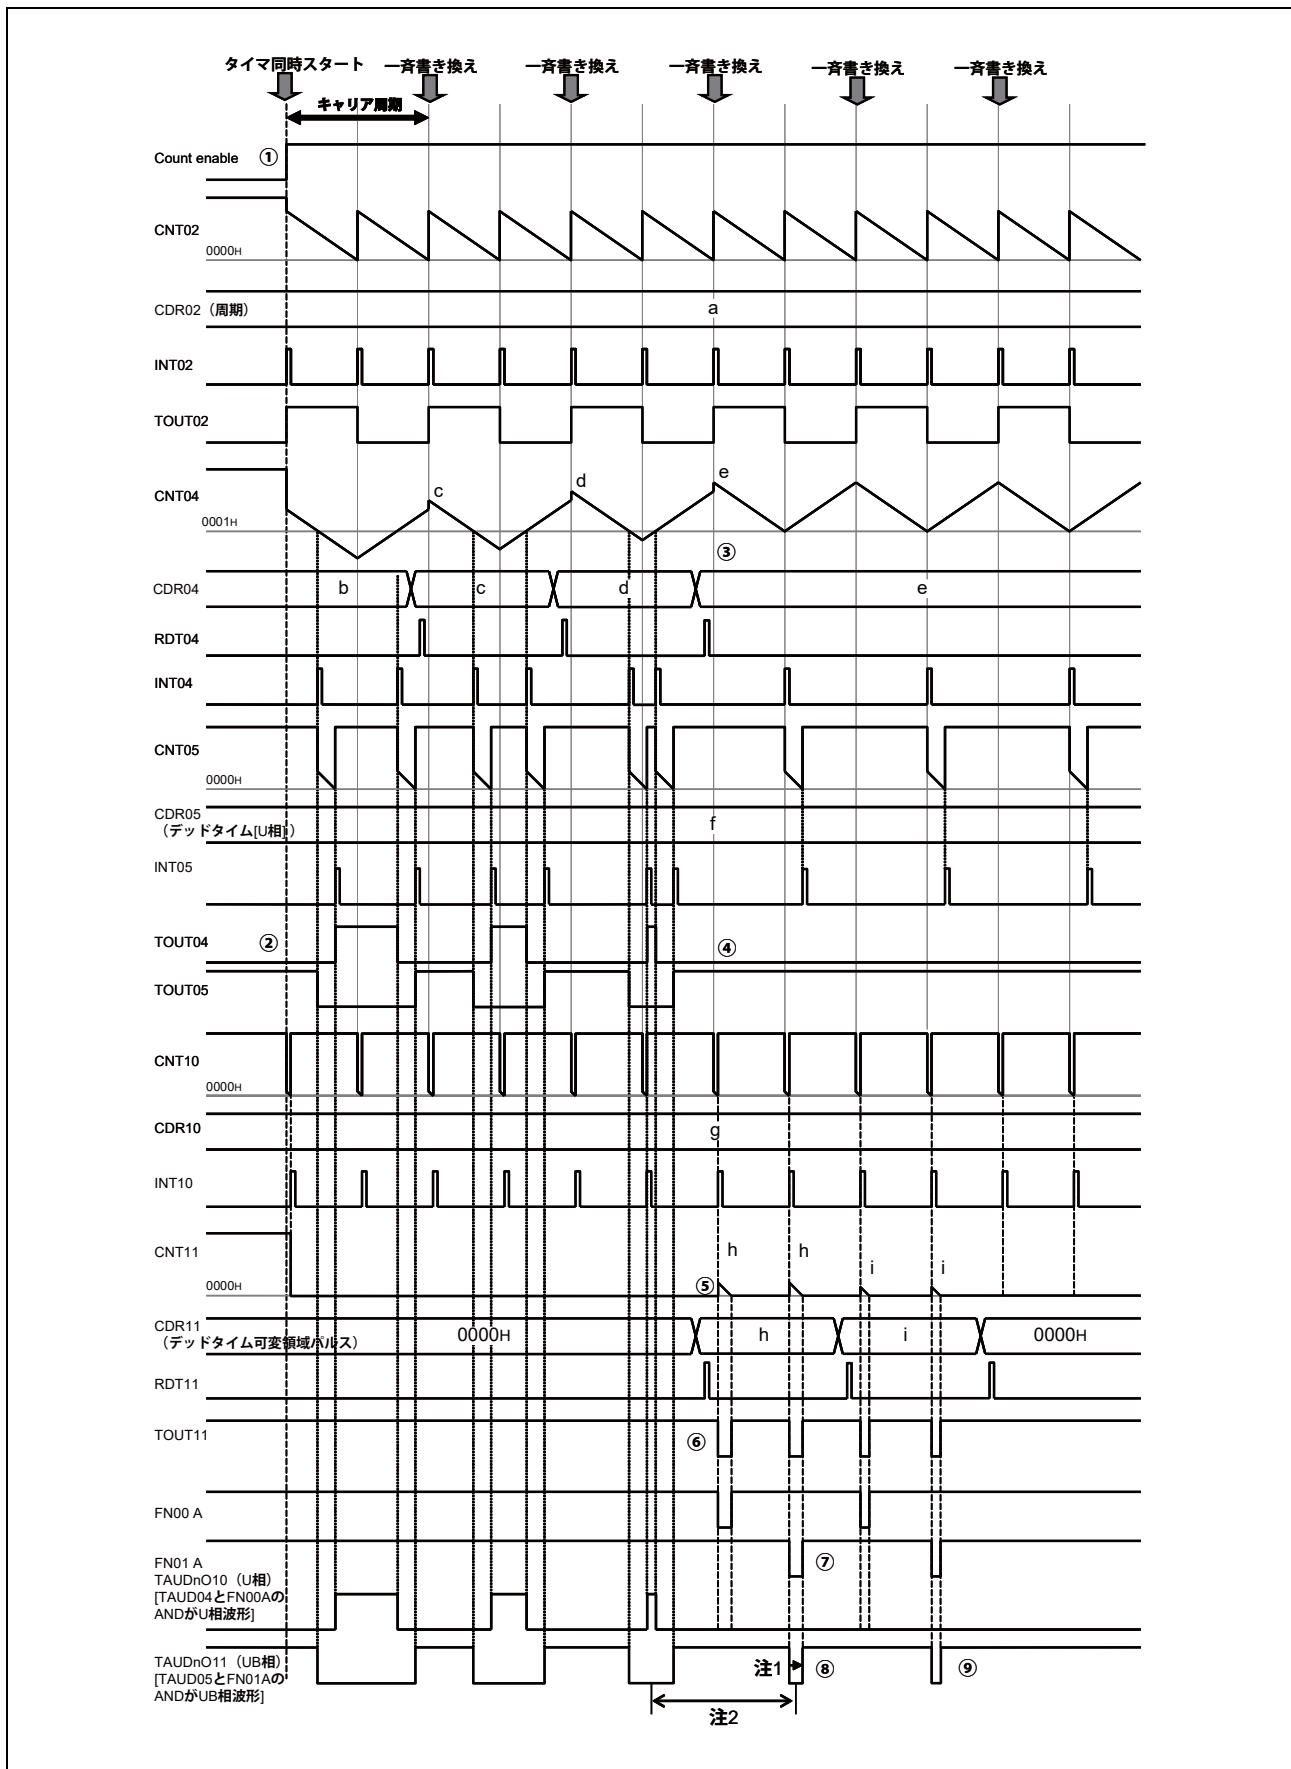 タイマ同時スタート 一斉書き換え 一斉書き換え 一斉書き換え 一斉書き換え 一斉書き換え
キャリア周期
Count enable ①
CNT02
0000H
CDR02（周期） a
INT02
TOUT02
CNT04 c d e
0001H
③
CDR04 b c d e
RDT04
INT04
CNT05
0000H
CDR05
（デッドタイム[U相]） f
INT05
TOUT04 ② ④
TOUT05
CNT10
0000H
CDR10 g
INT10
CNT11 h h i i
0000H ⑤
CDR11 0000H h i 0000H
（デッドタイム可変領域パルス）
RDT11
TOUT11 ⑥
FN00 A
FN01 A ⑦
TAUDnO10（U相）
[TAUD04とFN00Aの
ANDがU相波形]
TAUDnO11（UB相） 注1 ⑧ ⑨
[TAUD05とFN01Aの
ANDがUB相波形]
注2